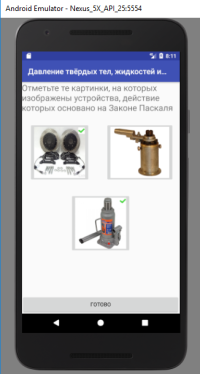 Android Emulator - Nexus_5X_API_25:5554
8:11
Давление твёрдых тел, жидкостей и...
Отметьте те картинки, на которых
изображены устройства, действие
которых основано на Законе Паскаля
ГОТОВО